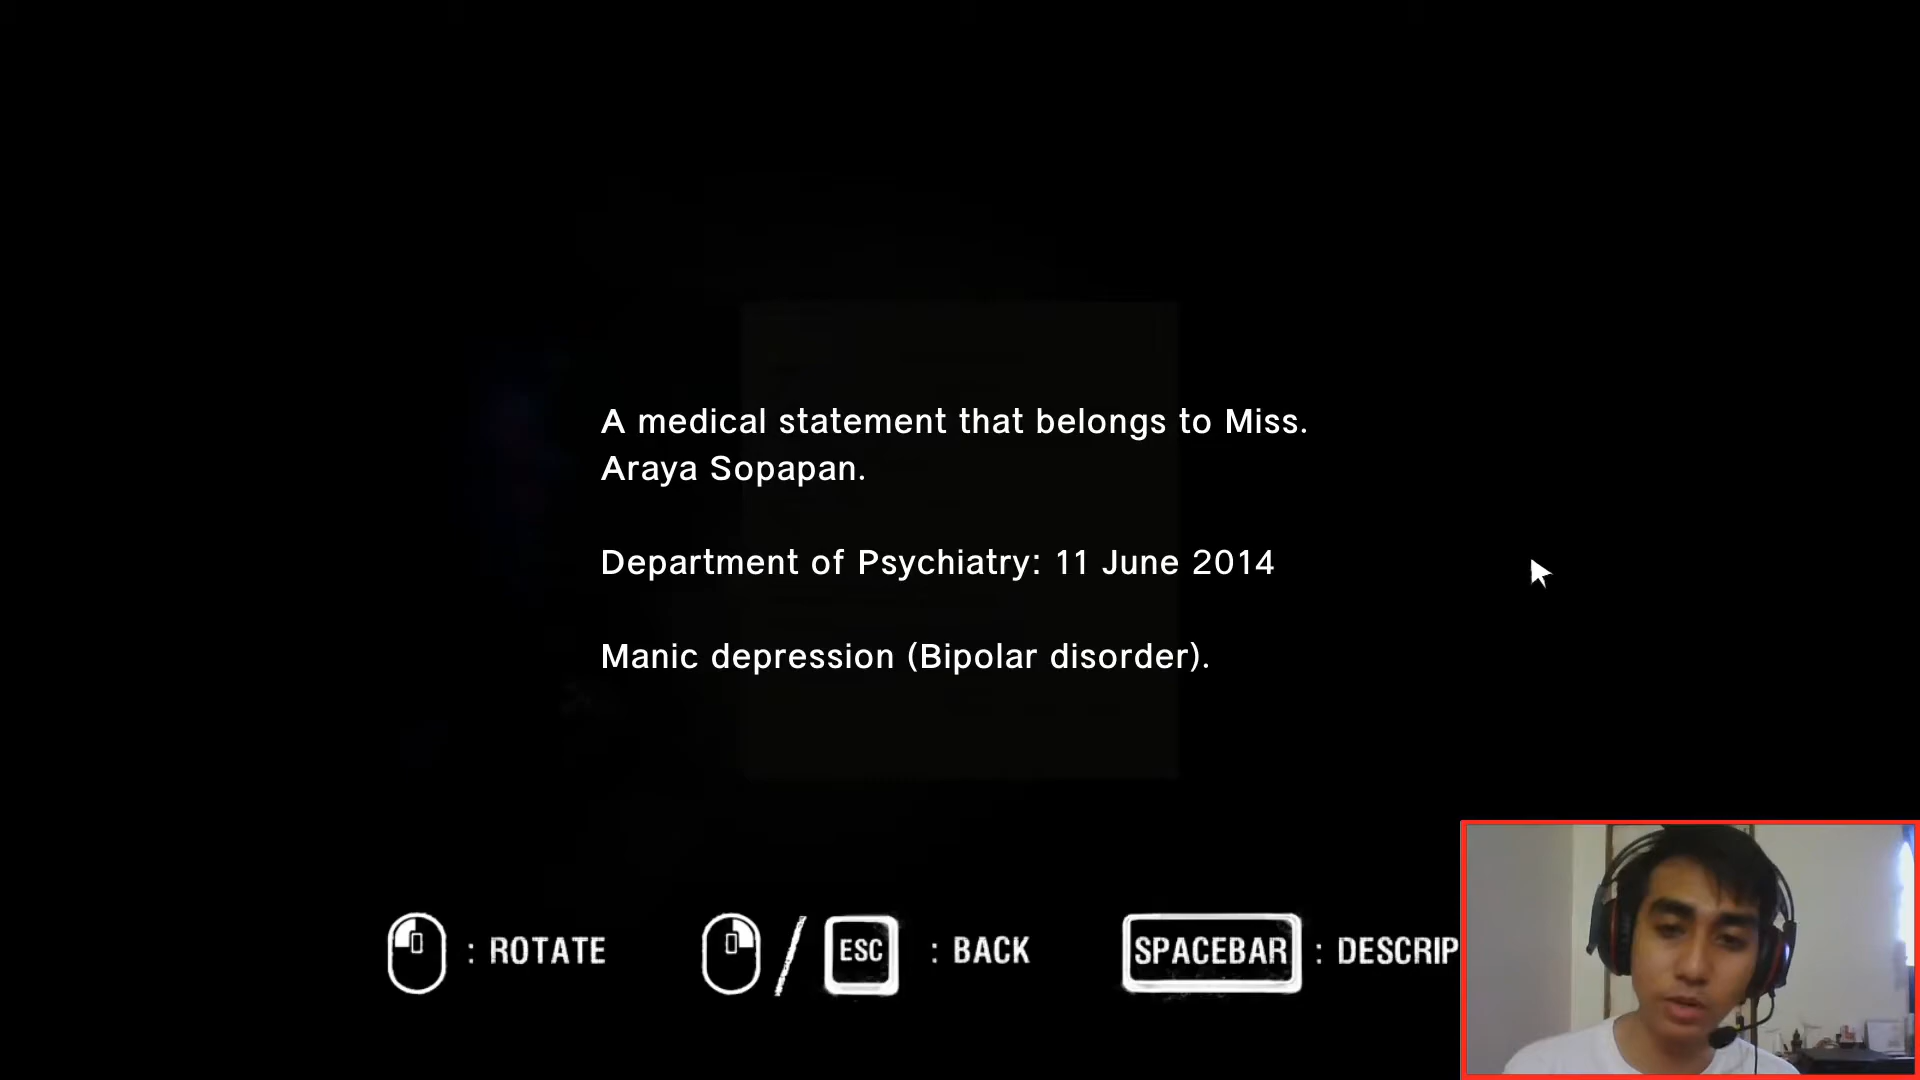 A medical statement that belongs to Miss.
Araya Sopapan.
Department of Psychiatry: 11 June 2014
Manic depression (Bipolar disorder).
: ROTATE
ESC : BACK
SPACEBAR : DESCRIP